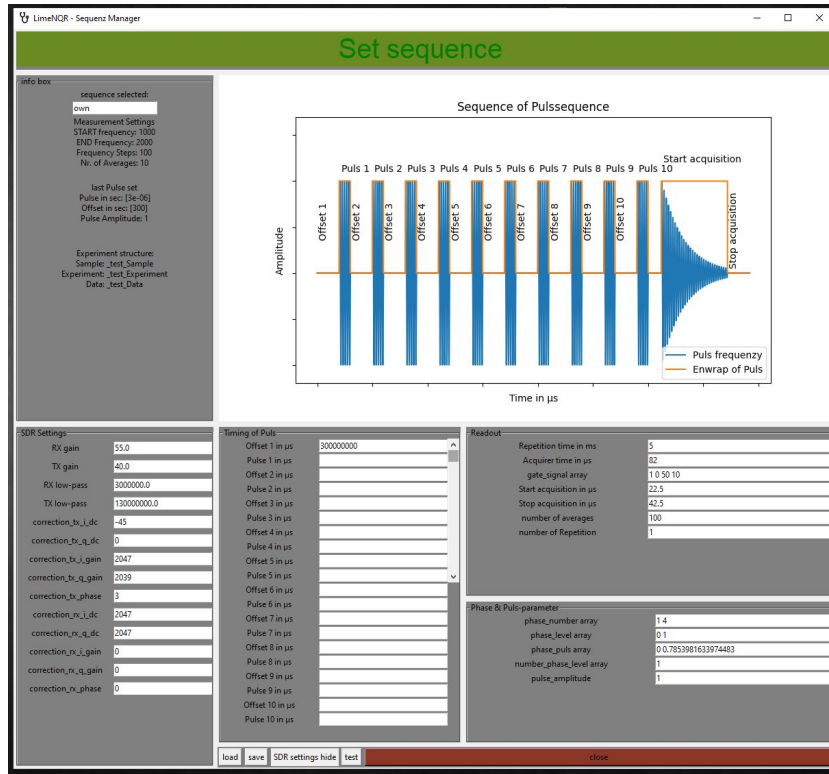 LimeNQR - Sequenz Manager
Set sequence
info box
sequence selected:
own
Measurement Settings
START frequency: 1000
END Frequency: 2000
Frequency Steps: 100
Nr. of Averages: 10
last Pulse set
Pulse in sec: [3e-06]
Offset in sec: [300]
Pulse Amplitude: 1
Experiment structure:
Sample: _test_Sample
Experiment: _test_Experiment
Data: _test_Data
Sequence of Pulssequence
Start acquisition
Puls 1 Puls 2 Puls 3 Puls 4 Puls 5 Puls 6 Puls 7 Puls 8 Puls 9 Puls 10
Offset 1 Offset 2 Offset 3 Offset 4 Offset 5 Offset 6 Offset 7 Offset 8 Offset 9 Offset 10
Stop acquisition
Amplitude
Puls frequenzy
Enwrap of Puls
Time in µs
SDR Settings
RX gain 55.0
TX gain 40.0
RX low-pass 3000000.0
TX low-pass 130000000.0
correction_tx_i_dc -45
correction_tx_q_dc 0
correction_tx_i_gain 2047
correction_tx_q_gain 2039
correction_tx_phase 3
correction_rx_i_dc 2047
correction_rx_q_dc 2047
correction_rx_i_gain 0
correction_rx_q_gain 0
correction_rx_phase 0
Timing of Puls
Offset 1 in µs 300000000
Pulse 1 in µs
Offset 2 in µs
Pulse 2 in µs
Offset 3 in µs
Pulse 3 in µs
Offset 4 in µs
Pulse 4 in µs
Offset 5 in µs
Pulse 5 in µs
Offset 6 in µs
Pulse 6 in µs
Offset 7 in µs
Pulse 7 in µs
Offset 8 in µs
Pulse 8 in µs
Offset 9 in µs
Pulse 9 in µs
Offset 10 in µs
Pulse 10 in µs
Readout
Repetition time in ms 5
Acquirer time in µs 82
gate_signal array 1 0 50 10
Start acquisition in µs 22.5
Stop acquisition in µs 42.5
number of averages 100
number of Repetition 1
Phase & Puls-parameter
phase_number array 1 4
phase_level array 0 1
phase_puls array 0 0.7853981633974483
number_phase_level array 1
pulse_amplitude 1
load save SDR settings hide test close